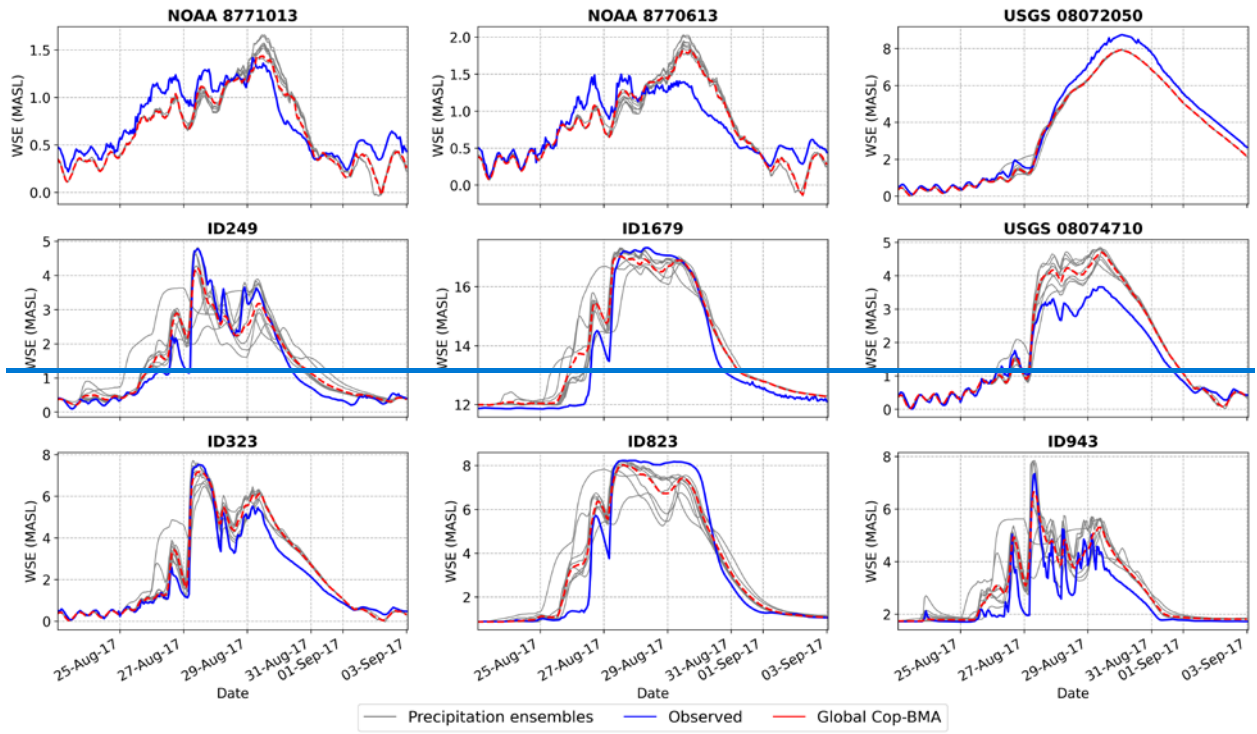 NOAA 8771013
NOAA 8770613
USGS 08072050
WSE (MASL)
1.5
1.0
0.5
0.0
WSE (MASL)
2.0
1.5
1.0
0.5
0.0
WSE (MASL)
8
6
4
2
0
ID249
ID1679
USGS 08074710
WSE (MASL)
5
4
3
2
1
0
WSE (MASL)
16
14
12
WSE (MASL)
5
4
3
2
1
0
ID323
ID823
ID943
WSE (MASL)
8
6
4
2
0
WSE (MASL)
8
6
4
2
WSE (MASL)
8
6
4
2
25-Aug-17
27-Aug-17
29-Aug-17
31-Aug-17
01-Sep-17
03-Sep-17
25-Aug-17
27-Aug-17
29-Aug-17
31-Aug-17
01-Sep-17
03-Sep-17
25-Aug-17
27-Aug-17
29-Aug-17
31-Aug-17
01-Sep-17
03-Sep-17
Date
Date
Date
Precipitation ensembles
Observed
Global Cop-BMA